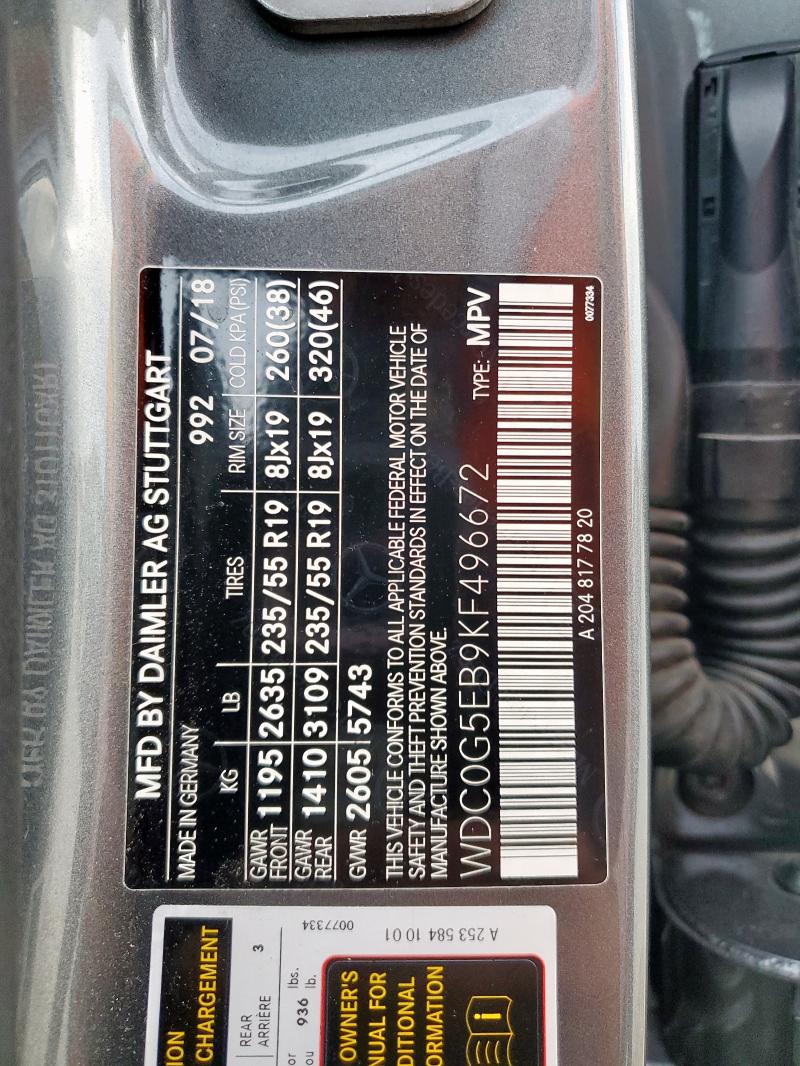 MFD BY DAIMLER AG STUTTGART
MADE IN GERMANY 992 07/18
KG LB TIRES RIM SIZE COLD KPA (PSI)
GAWR FRONT 1195 2635 235/55 R19 8Jx19 260(38)
GAWR REAR 1410 3109 235/55 R19 8Jx19 320(46)
GVWR 2605 5743
THIS VEHICLE CONFORMS TO ALL APPLICABLE FEDERAL MOTOR VEHICLE
SAFETY AND THEFT PREVENTION STANDARDS IN EFFECT ON THE DATE OF
MANUFACTURE SHOWN ABOVE.
WDC0G5EB9KF496672 TYPE: MPV
A 204 817 78 20
0077334
ION
CHARGEMENT
REAR 3
ARRIÈRE
or 936 lbs.
ou lb.
0077334
A 253 584 10 01
OWNER'S
NUAL FOR
DITIONAL
ORMATION
i